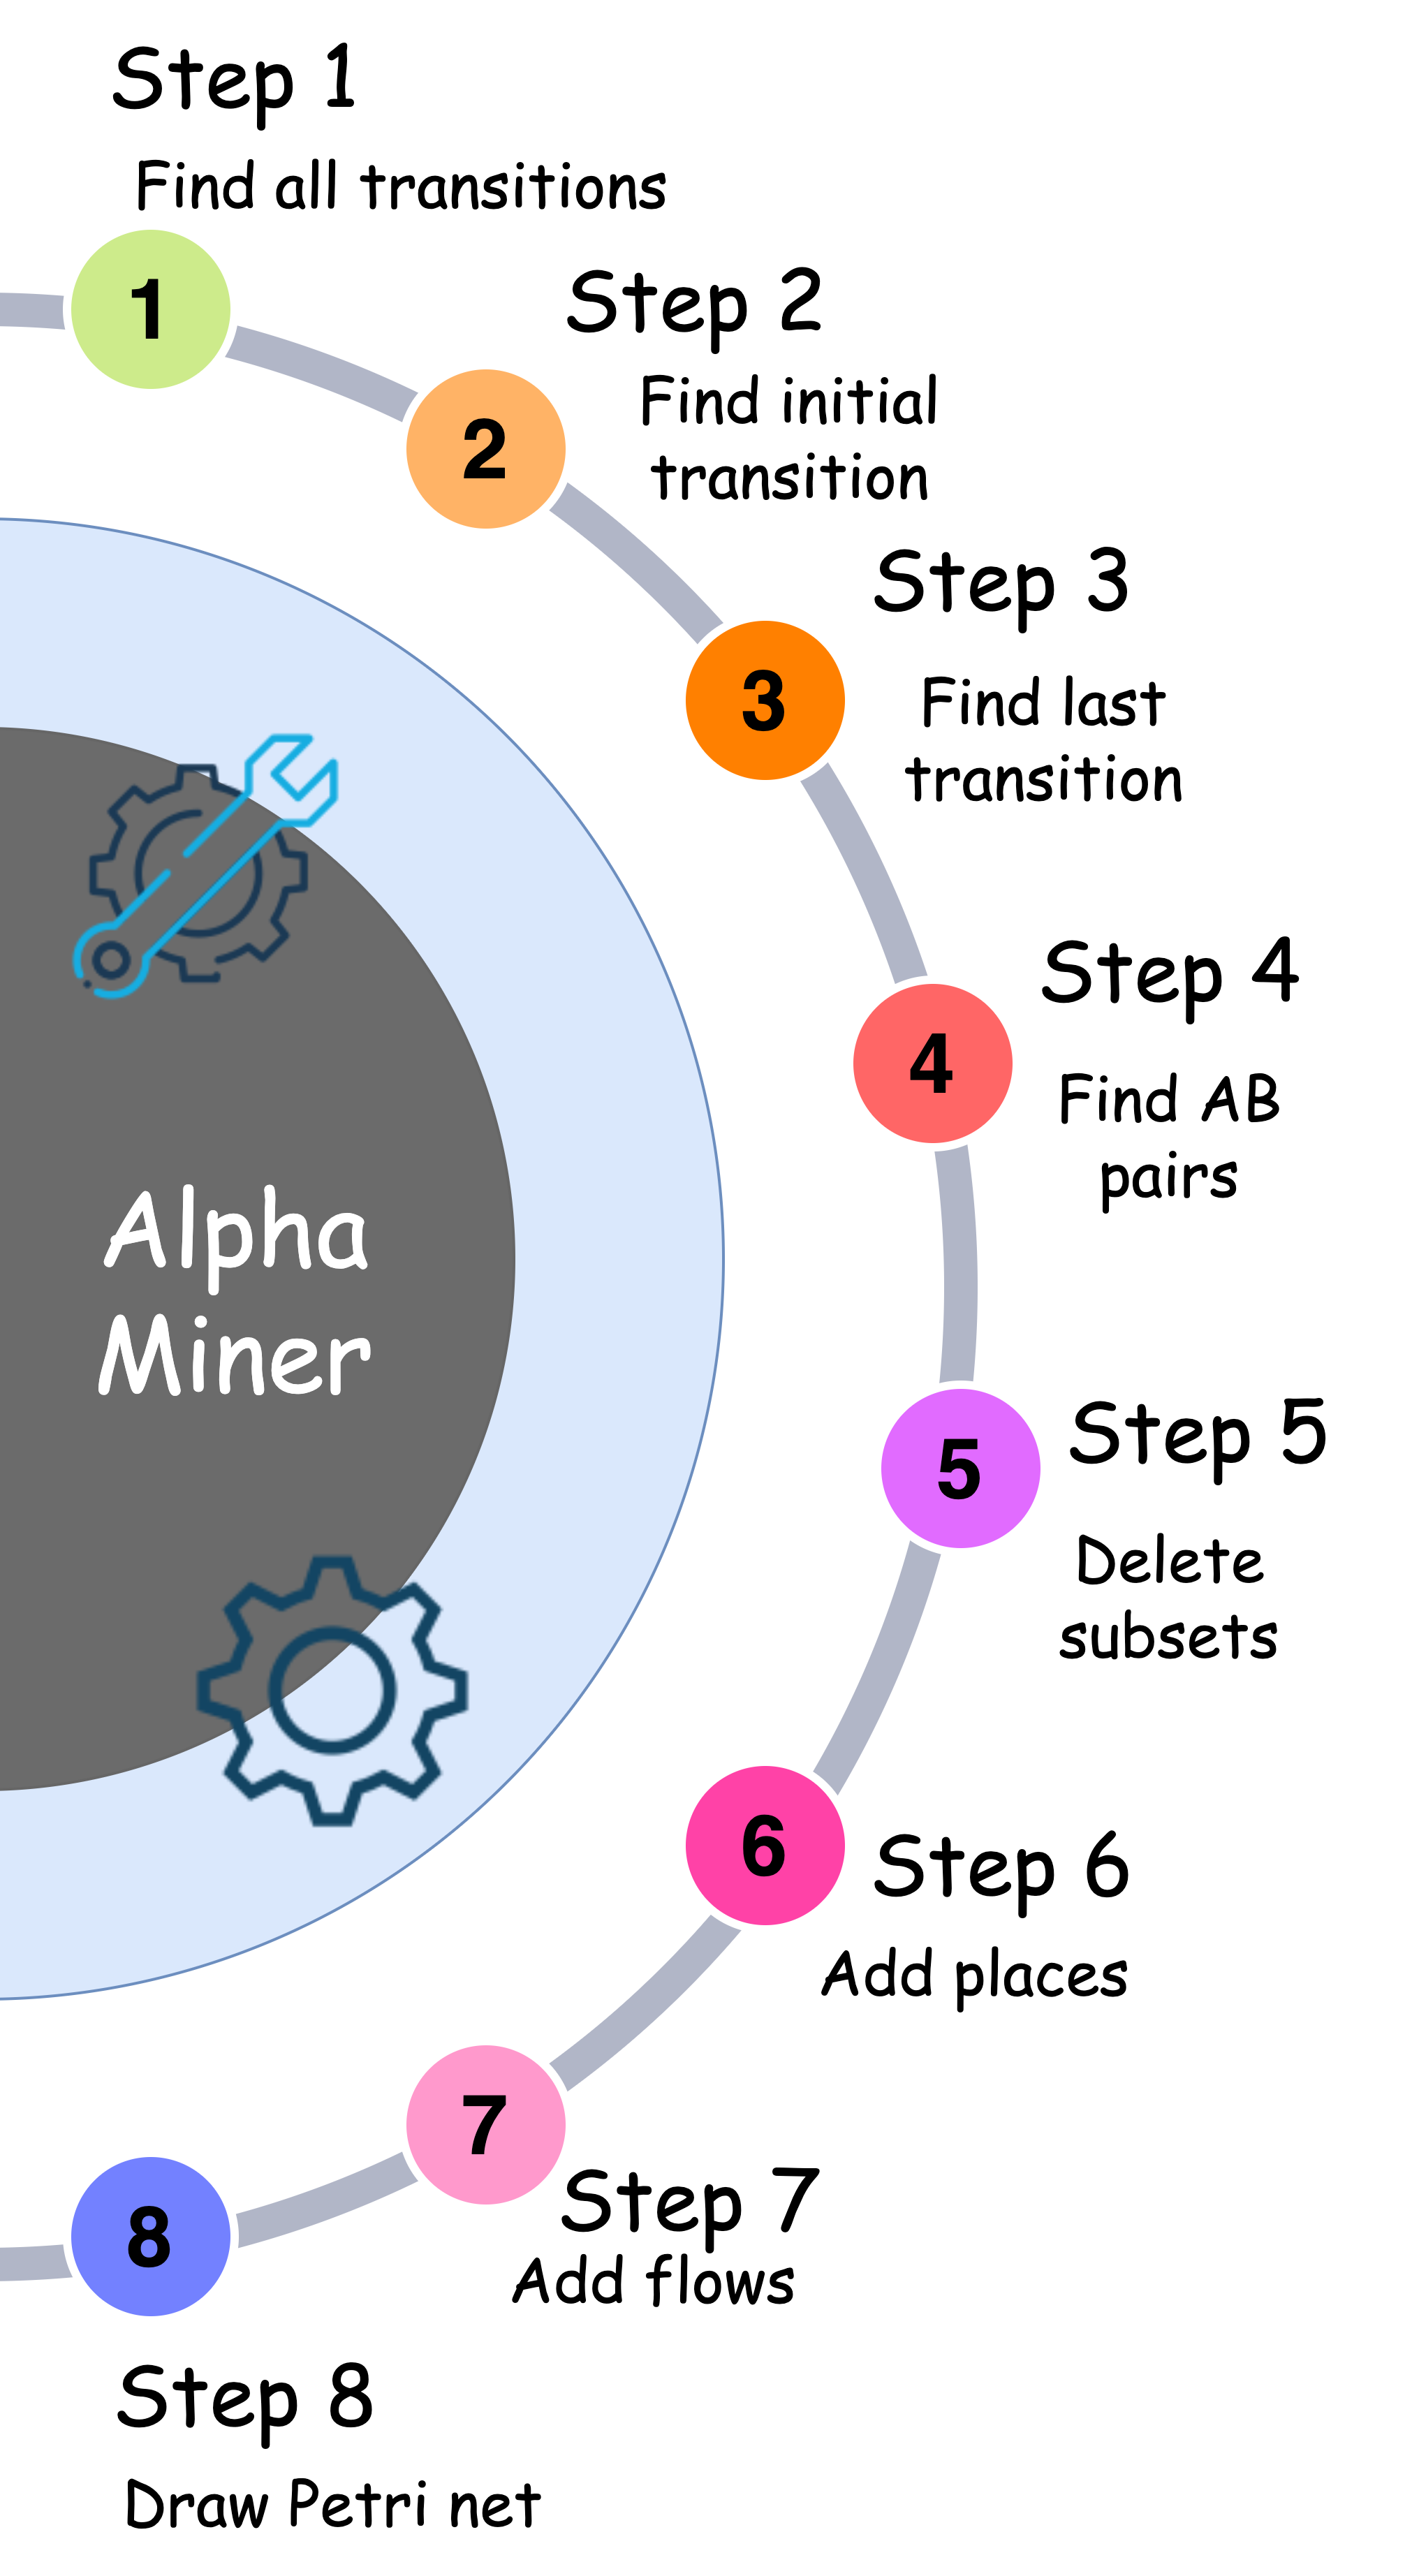 Step 1
Find all transitions
1
Step 2
Find initial
transition
2
Step 3
Find last
transition
3
Step 4
Find AB
pairs
4
Alpha
Miner
Step 5
Delete
subsets
5
Step 6
Add places
6
Step 7
Add flows
7
8
Step 8
Draw Petri net